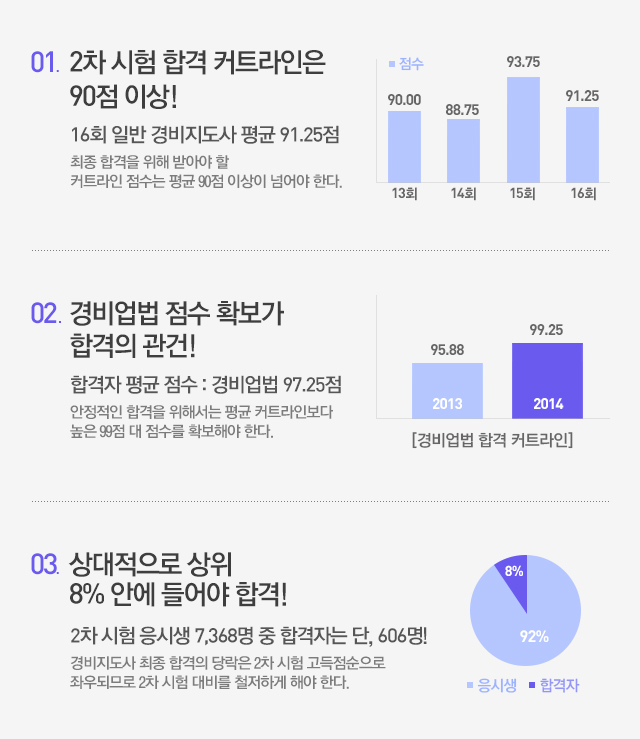 01. 2차 시험 합격 커트라인은
90점 이상!
16회 일반 경비지도사 평균 91.25점
최종 합격을 위해 받아야 할
커트라인 점수는 평균 90점 이상이 넘어야 한다.
점수
90.00
88.75
93.75
91.25
13회
14회
15회
16회
02. 경비업법 점수 확보가
합격의 관건!
합격자 평균 점수 : 경비업법 97.25점
안정적인 합격을 위해서는 평균 커트라인보다
높은 99점 대 점수를 확보해야 한다.
95.88
99.25
2013
2014
[경비업법 합격 커트라인]
03. 상대적으로 상위
8% 안에 들어야 합격!
2차 시험 응시생 7,368명 중 합격자는 단, 606명!
경비지도사 최종 합격의 당락은 2차 시험 고득점순으로
좌우되므로 2차 시험 대비를 철저하게 해야 한다.
8%
92%
응시생
합격자